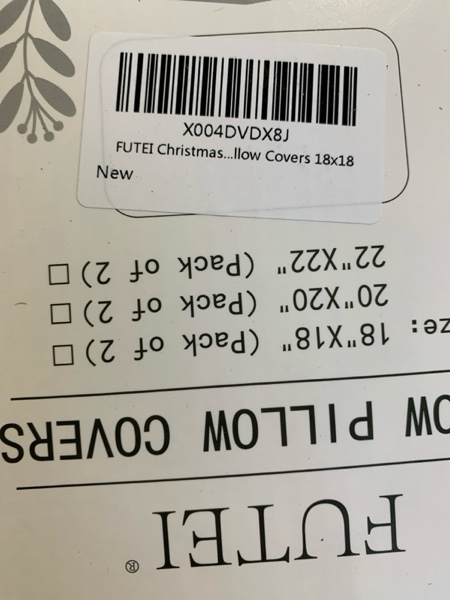 X004DVDX8J
FUTEI Christmas...llow Covers 18x18
New
FUTEI®
OW PILLOW COVERS
ze: 18"X18" (Pack of 2) □
20"X20" (Pack of 2) □
22"X22" (Pack of 2) □